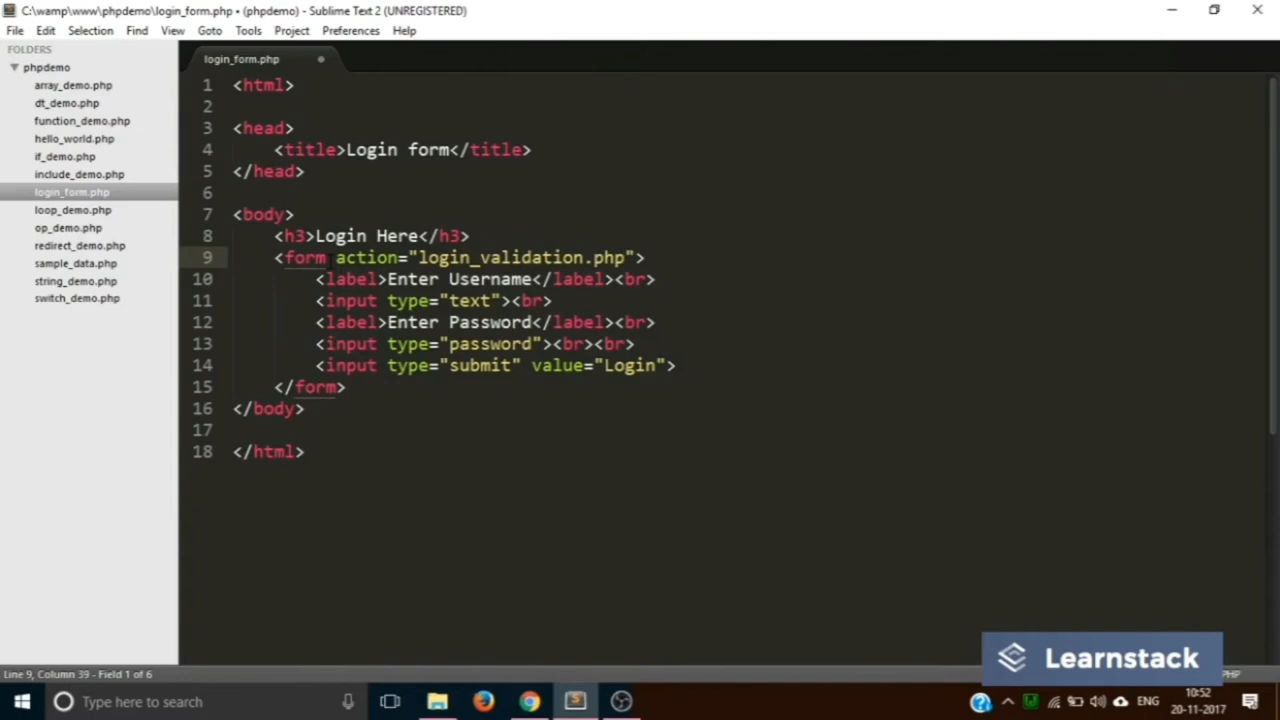 C:\wamp\www\phpdemo\login_form.php • (phpdemo) - Sublime Text 2 (UNREGISTERED)
File Edit Selection Find View Goto Tools Project Preferences Help
FOLDERS
phpdemo
array_demo.php
dt_demo.php
function_demo.php
hello_world.php
if_demo.php
include_demo.php
login_form.php
loop_demo.php
op_demo.php
redirect_demo.php
sample_data.php
string_demo.php
switch_demo.php
login_form.php
1 <html>
2
3 <head>
4 <title>Login form</title>
5 </head>
6
7 <body>
8 <h3>Login Here</h3>
9 <form action="login_validation.php">
10 <label>Enter Username</label><br>
11 <input type="text"><br>
12 <label>Enter Password</label><br>
13 <input type="password"><br><br>
14 <input type="submit" value="Login">
15 </form>
16 </body>
17
18 </html>
Learnstack
Line 9, Column 39 - Field 1 of 6
PHP
Type here to search
ENG
10:52
20-11-2017